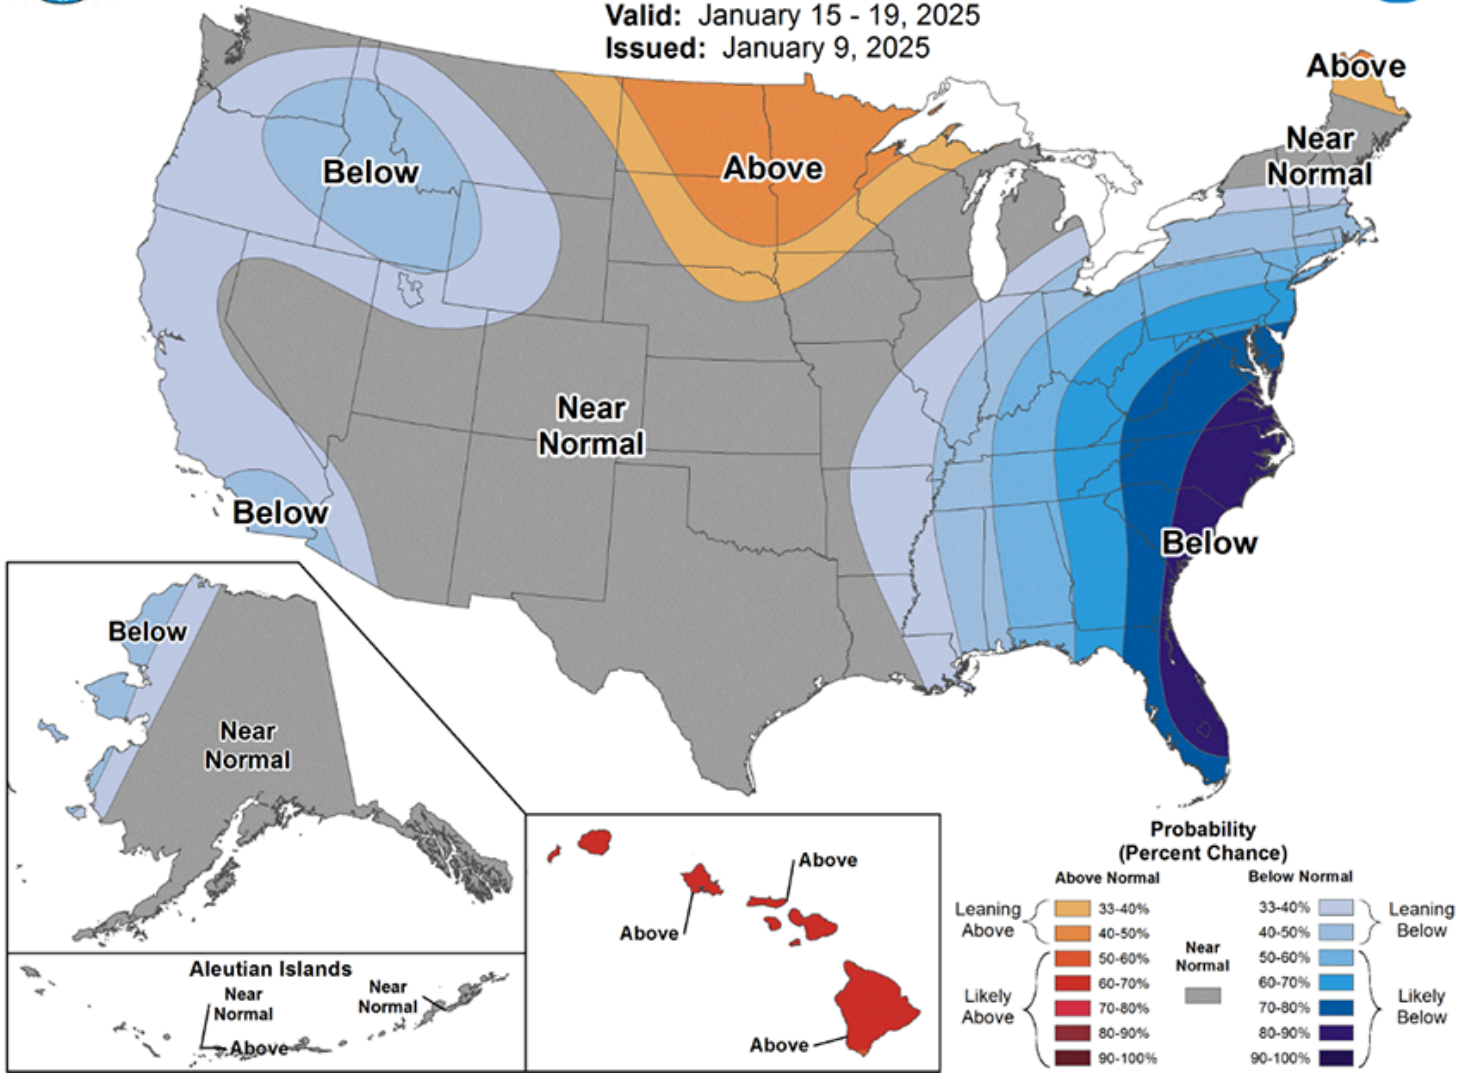 Valid: January 15 - 19, 2025
Issued: January 9, 2025
Above
Near
Normal
Below
Above
Near
Normal
Below
Below
Below
Near
Normal
Aleutian Islands
Near
Normal
Near
Normal
Above
Above
Above
Above
Probability
(Percent Chance)
Above Normal
Below Normal
Leaning
Above
33-40%
40-50%
Likely
Above
50-60%
60-70%
70-80%
80-90%
90-100%
Near
Normal
33-40%
40-50%
Leaning
Below
50-60%
60-70%
70-80%
80-90%
90-100%
Likely
Below